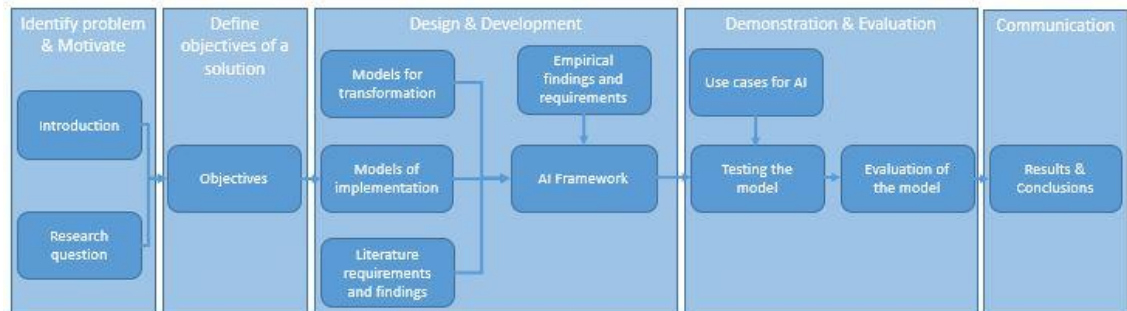 Identify problem
& Motivate
Introduction
Research
question
Define
objectives of a
solution
Objectives
Design & Development
Models for
transformation
Models of
implementation
Literature
requirements
and findings
Empirical
findings and
requirements
AI Framework
Demonstration & Evaluation
Use cases for AI
Testing the
model
Evaluation of
the model
Communication
Results &
Conclusions